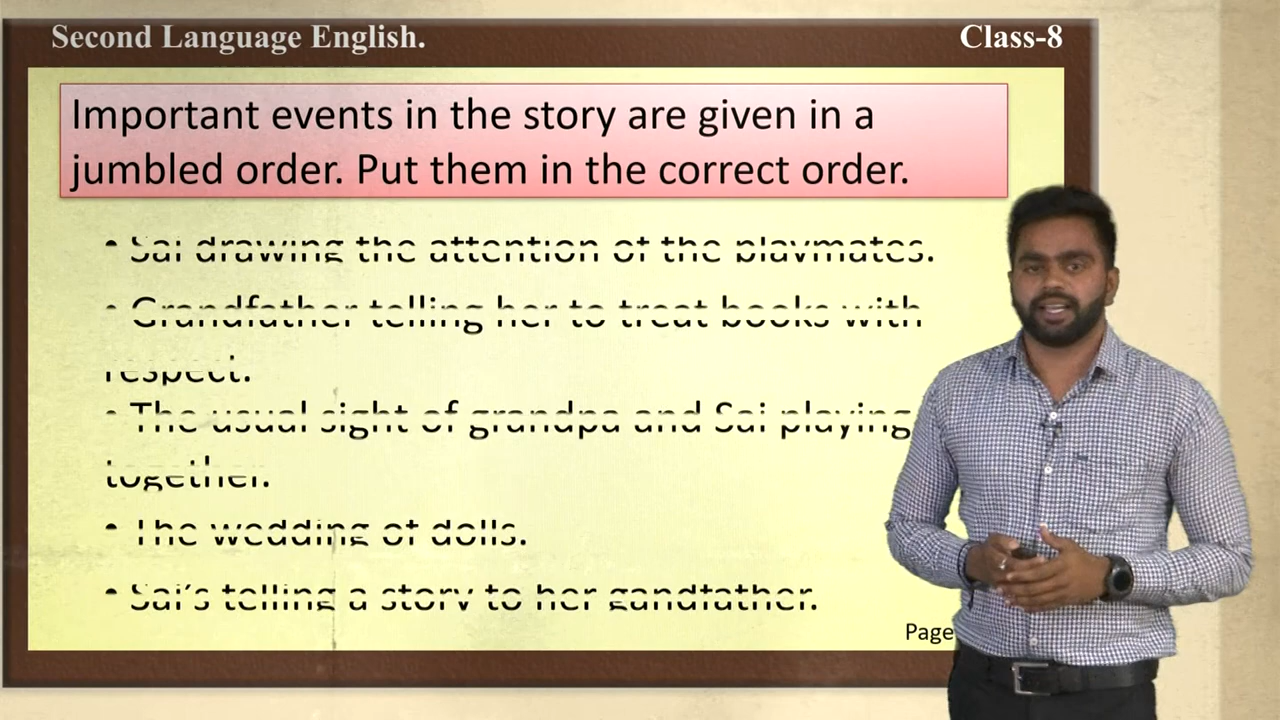 Second Language English.
Class-8
Important events in the story are given in a
jumbled order. Put them in the correct order.
• Sai drawing the attention of the playmates.
• Grandfather telling her to treat books with
respect.
• The usual sight of grandpa and Sai playing
together.
• The wedding of dolls.
• Sai's telling a story to her gandfather.
Page